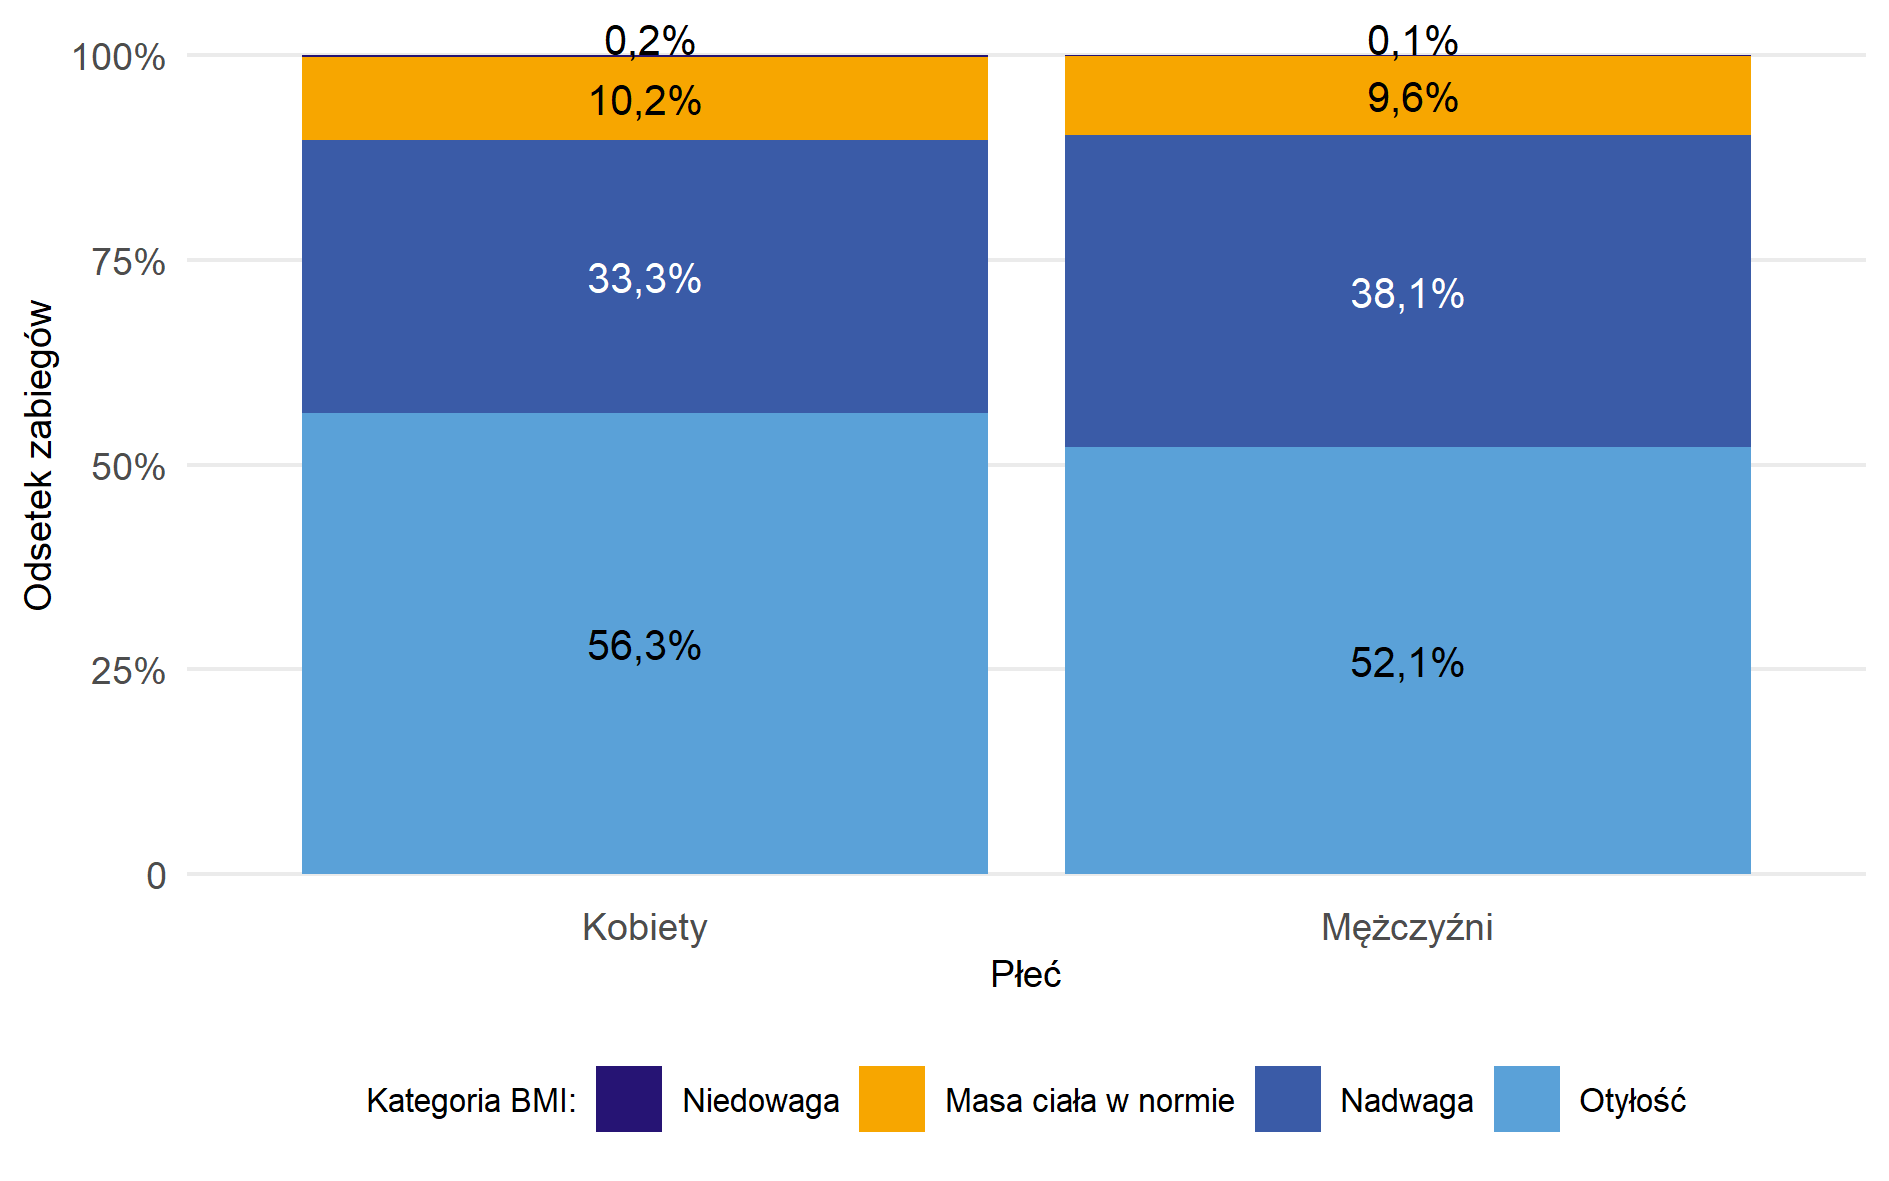 0,2%
0,1%
100%
10,2%
9,6%
75%
33,3%
38,1%
50%
56,3%
52,1%
25%
0
Odsetek zabiegów
Kobiety
Mężczyźni
Płeć
Kategoria BMI:
Niedowaga
Masa ciała w normie
Nadwaga
Otyłość